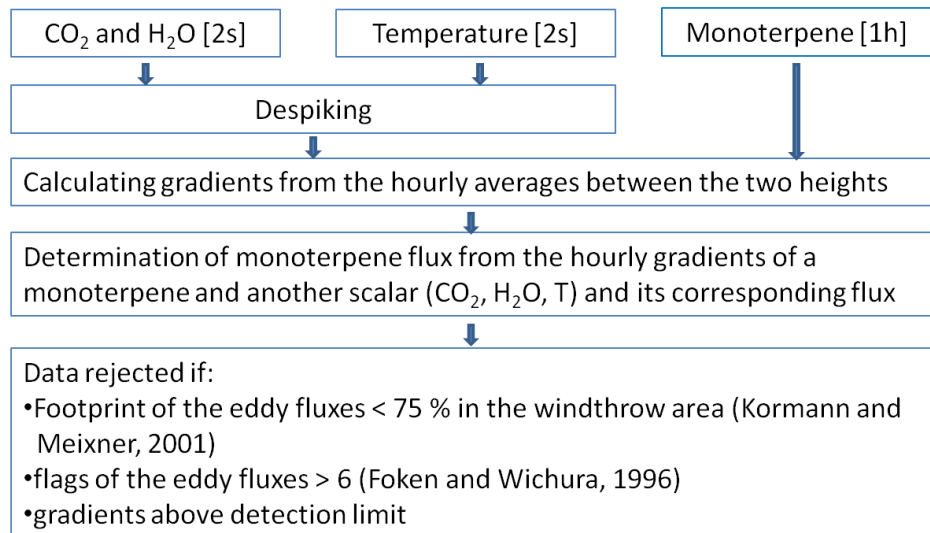 CO₂ and H₂O [2s]
Temperature [2s]
Monoterpene [1h]
Despiking
Calculating gradients from the hourly averages between the two heights
Determination of monoterpene flux from the hourly gradients of a
monoterpene and another scalar (CO₂, H₂O, T) and its corresponding flux
Data rejected if:
•Footprint of the eddy fluxes < 75 % in the windthrow area (Kormann and
Meixner, 2001)
•flags of the eddy fluxes > 6 (Foken and Wichura, 1996)
•gradients above detection limit